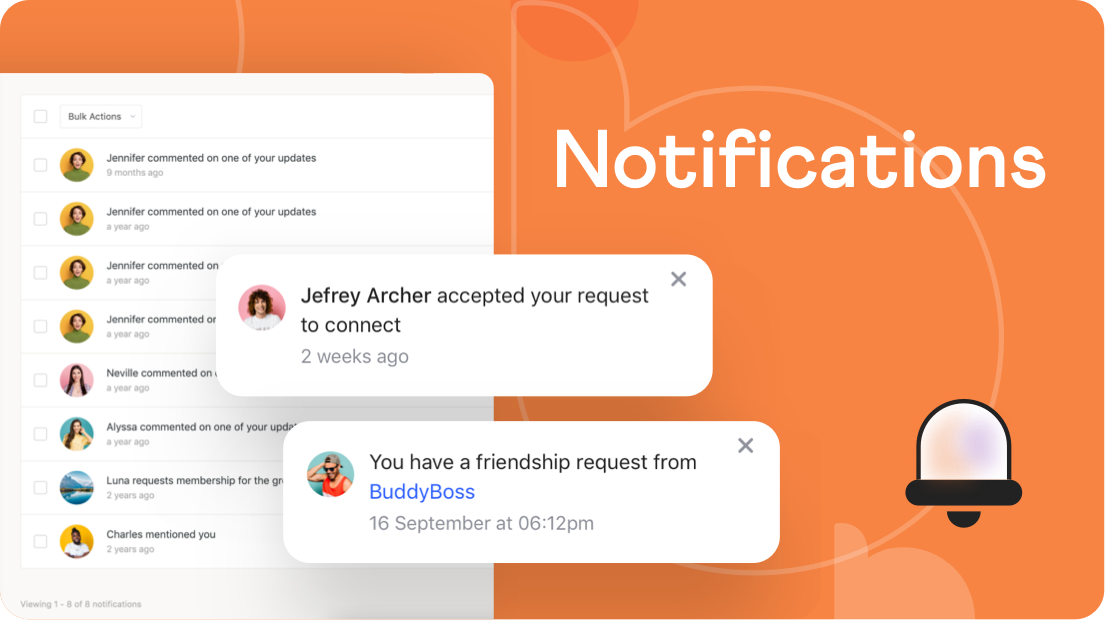 Notifications
Bulk Actions
Jennifer commented on one of your updates
9 months ago
Jennifer commented on one of your updates
a year ago
Jennifer commented on
a year ago
Jennifer commented or
a year ago
Neville commented on
a year ago
Alyssa commented on one of your upda
a year ago
Luna requests membership for the gr
2 years ago
Charles mentioned you
2 years ago
Viewing 1 - 8 of 8 notifications
Jefrey Archer accepted your request
to connect
2 weeks ago
You have a friendship request from
BuddyBoss
16 September at 06:12pm